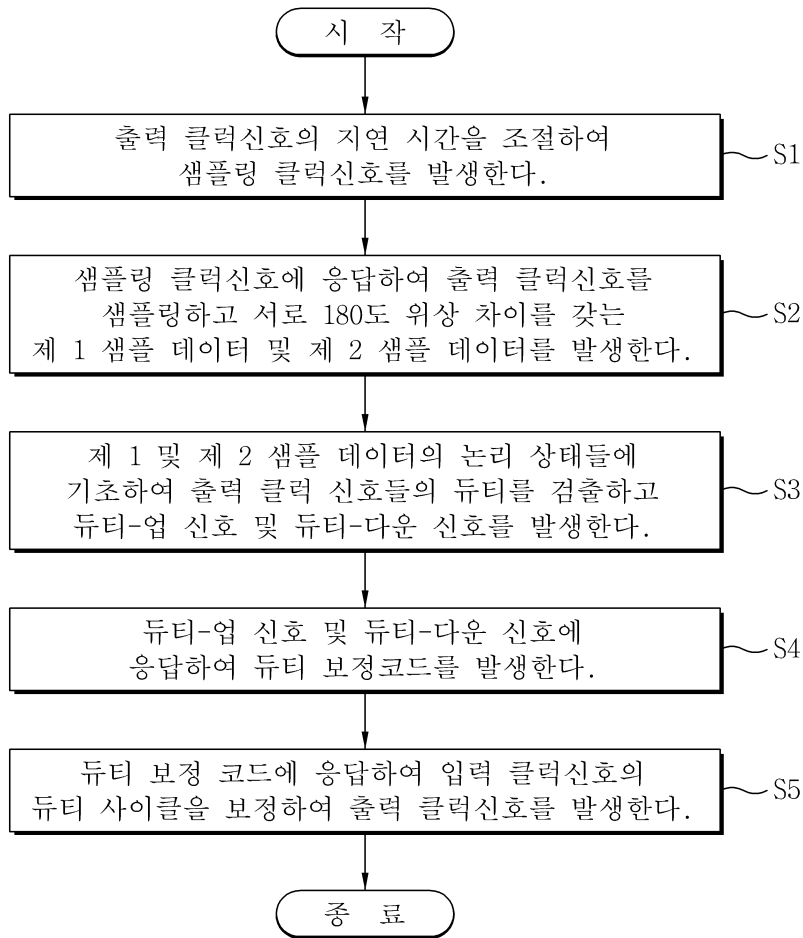 시 작
출력 클럭신호의 지연 시간을 조절하여
샘플링 클럭신호를 발생한다.
S1
샘플링 클럭신호에 응답하여 출력 클럭신호를
샘플링하고 서로 180도 위상 차이를 갖는
제 1 샘플 데이터 및 제 2 샘플 데이터를 발생한다.
S2
제 1 및 제 2 샘플 데이터의 논리 상태들에
기초하여 출력 클럭 신호들의 듀티를 검출하고
듀티-업 신호 및 듀티-다운 신호를 발생한다.
S3
듀티-업 신호 및 듀티-다운 신호에
응답하여 듀티 보정코드를 발생한다.
S4
듀티 보정 코드에 응답하여 입력 클럭신호의
듀티 사이클을 보정하여 출력 클럭신호를 발생한다.
S5
종 료